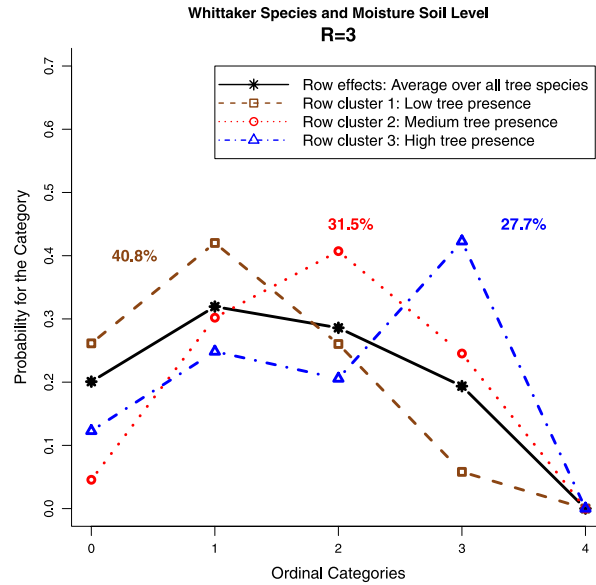 Whittaker Species and Moisture Soil Level
R=3
Row effects: Average over all tree species
Row cluster 1: Low tree presence
Row cluster 2: Medium tree presence
Row cluster 3: High tree presence
40.8%
31.5%
27.7%
Probability for the Category
0.7
0.6
0.5
0.4
0.3
0.2
0.1
0.0
0 1 2 3 4
Ordinal Categories